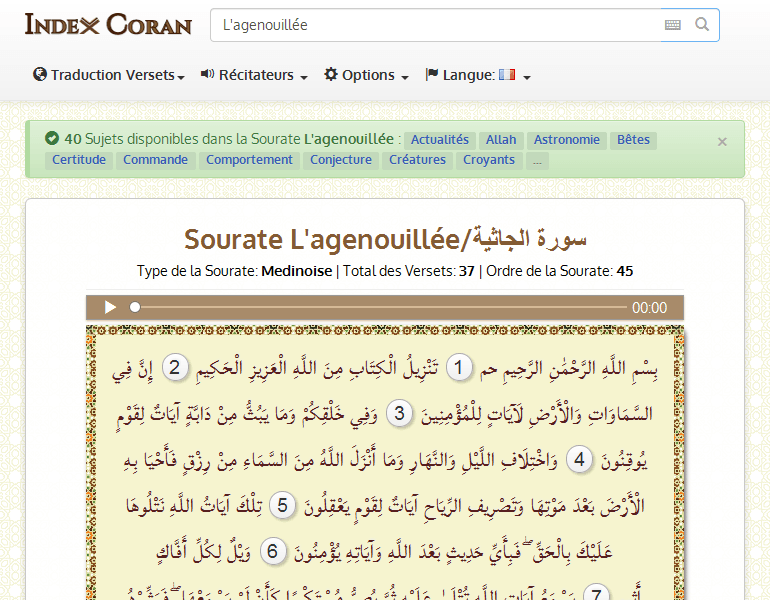 INDEX CORAN
L'agenouillée
Traduction Versets Récitateurs Options Langue:
40 Sujets disponibles dans la Sourate L'agenouillée : Actualités Allah Astronomie Bêtes
Certitude Commande Comportement Conjecture Créatures Croyants ...
×
Sourate L'agenouillée/سورة الجاثية
Type de la Sourate: Medinoise | Total des Versets: 37 | Ordre de la Sourate: 45
00:00
بِسْمِ اللَّهِ الرَّحْمَٰنِ الرَّحِيمِ حم 1 تَنْزِيلُ الْكِتَابِ مِنَ اللَّهِ الْعَزِيزِ الْحَكِيمِ 2 إِنَّ فِي
السَّمَاوَاتِ وَالْأَرْضِ لَآيَاتٍ لِلْمُؤْمِنِينَ 3 وَفِي خَلْقِكُمْ وَمَا يَبُثُّ مِنْ دَابَّةٍ آيَاتٌ لِقَوْمٍ
يُوقِنُونَ 4 وَاخْتِلَافِ اللَّيْلِ وَالنَّهَارِ وَمَا أَنْزَلَ اللَّهُ مِنَ السَّمَاءِ مِنْ رِزْقٍ فَأَحْيَا بِهِ
الْأَرْضَ بَعْدَ مَوْتِهَا وَتَصْرِيفِ الرِّيَاحِ آيَاتٌ لِقَوْمٍ يَعْقِلُونَ 5 تِلْكَ آيَاتُ اللَّهِ نَتْلُوهَا
عَلَيْكَ بِالْحَقِّ ۖ فَبِأَيِّ حَدِيثٍ بَعْدَ اللَّهِ وَآيَاتِهِ يُؤْمِنُونَ 6 وَيْلٌ لِكُلِّ أَفَّاكٍ
7